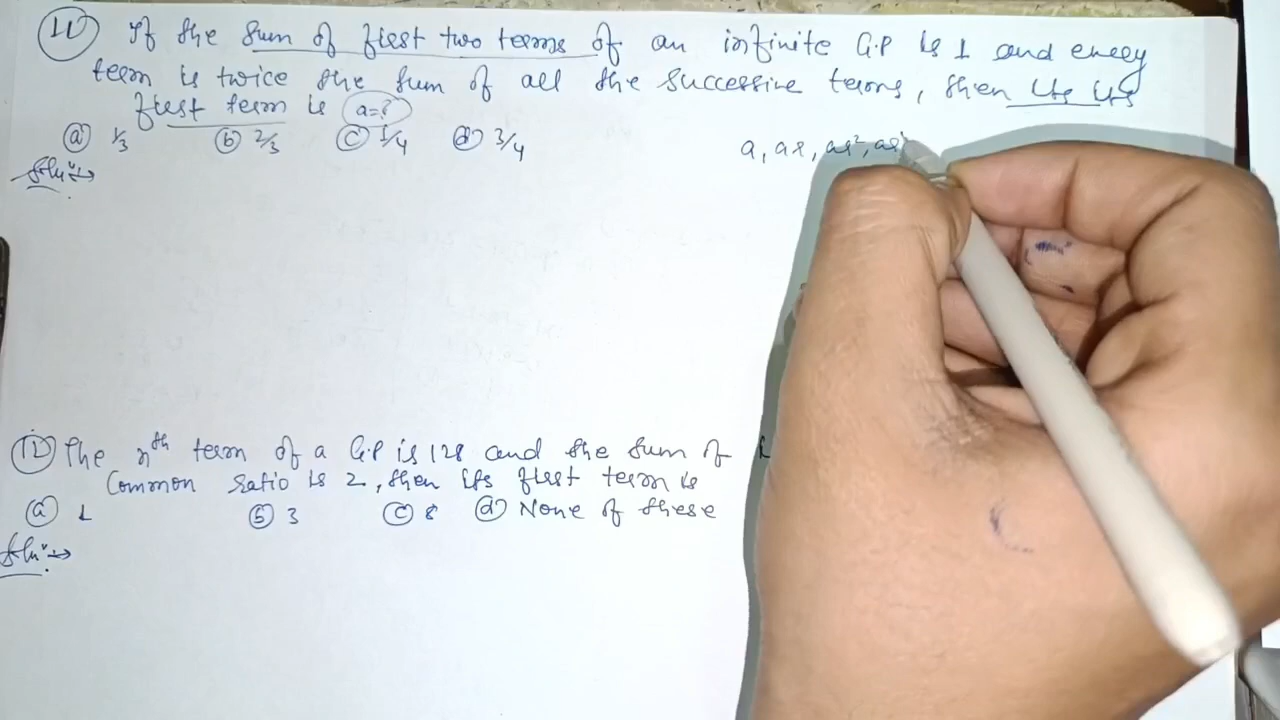 11 If the sum of first two terms of an infinite G.P is 1 and every
term is twice the sum of all the successive terms, then its its
first term is a=?
(a) 1/3 (b) 2/3 (c) 1/4 (d) 3/4
a, ar, ar², ar
Solⁿ:→
12 The nth term of a G.P is 128 and the sum of
Common ratio is 2, then its first term is
(a) 1 (b) 3 (c) 8 (d) None of these
Solⁿ:→